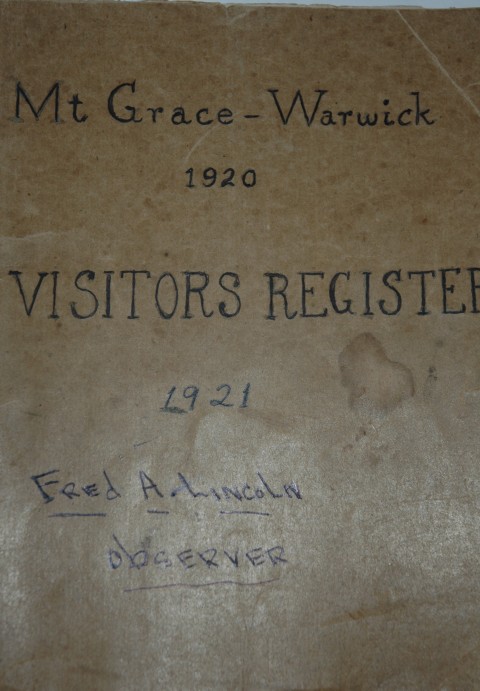 Mt Grace - Warwick
1920
VISITORS REGISTER
1921
FRED A. LINCOLN
ObSERVER